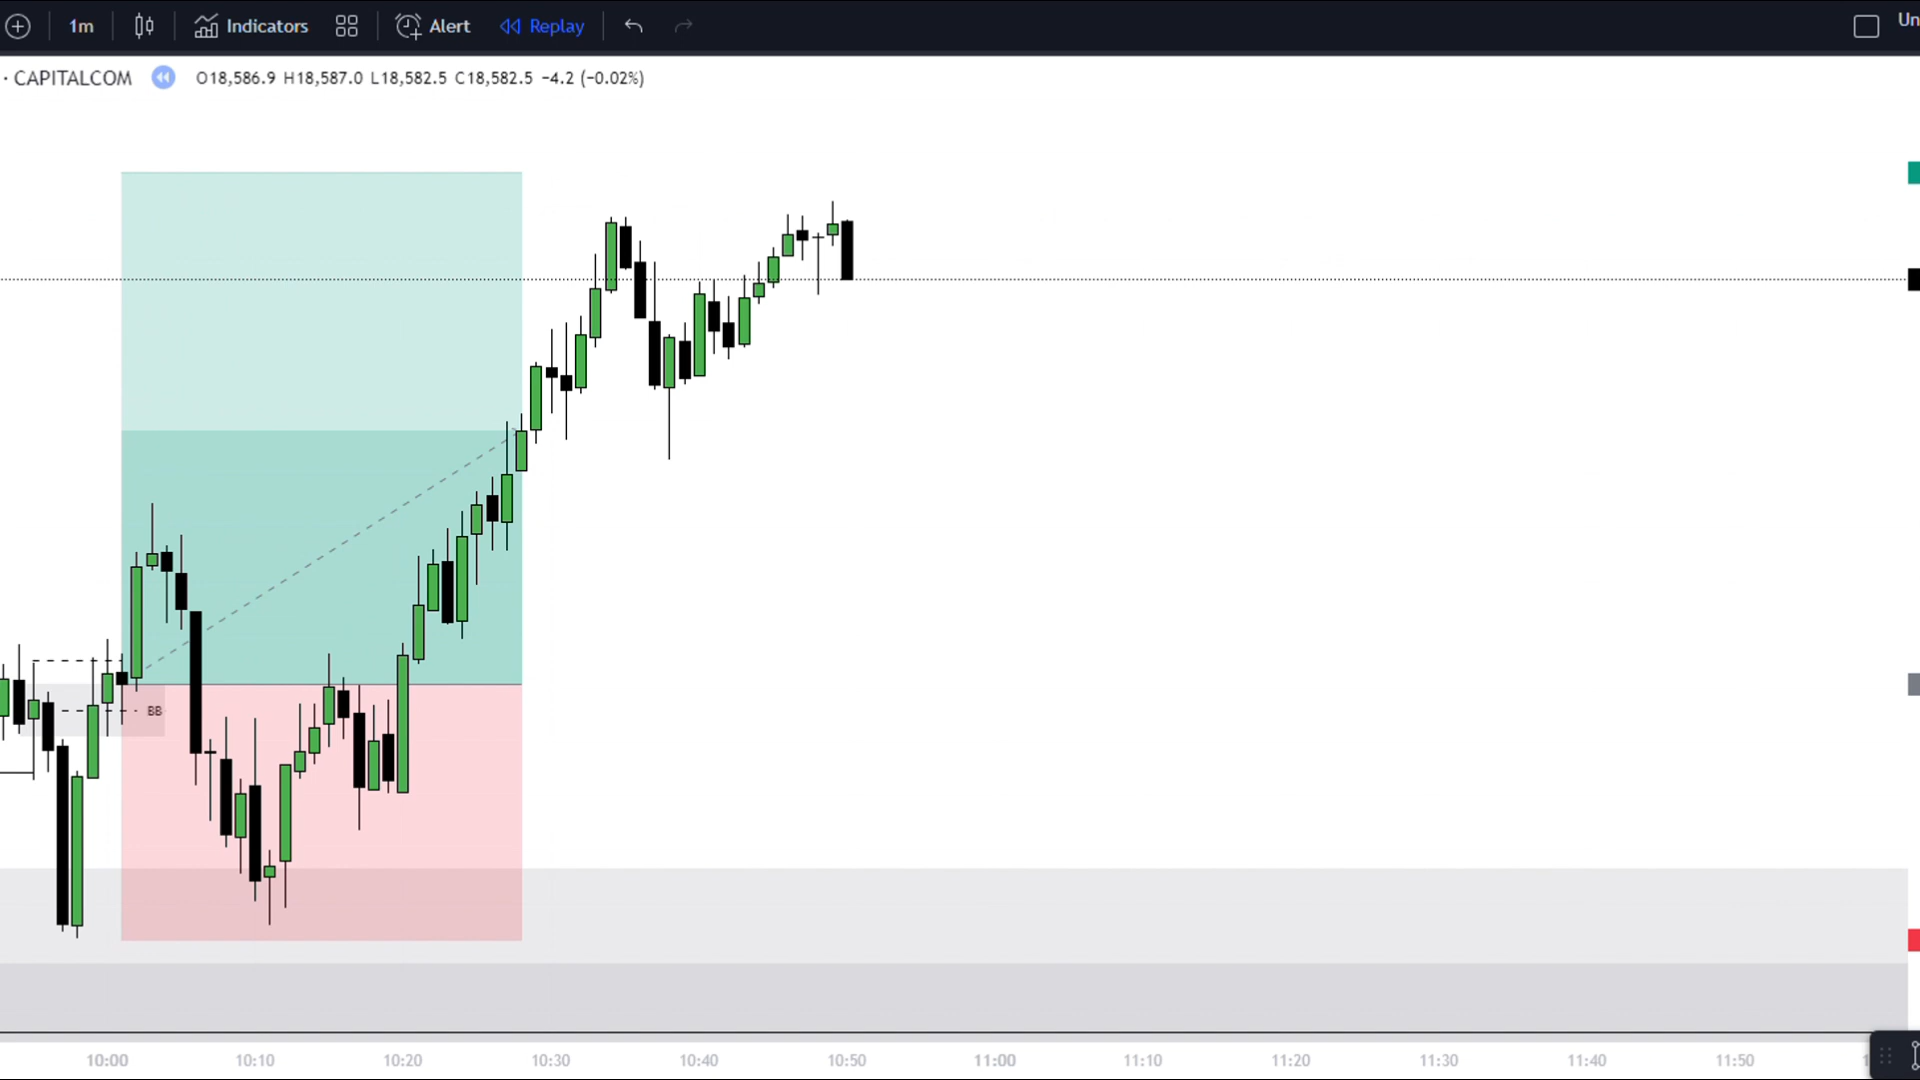 1m Indicators Alert Replay Un
· CAPITALCOM O18,586.9 H18,587.0 L18,582.5 C18,582.5 −4.2 (−0.02%)
BB
10:00 10:10 10:20 10:30 10:40 10:50 11:00 11:10 11:20 11:30 11:40 11:50